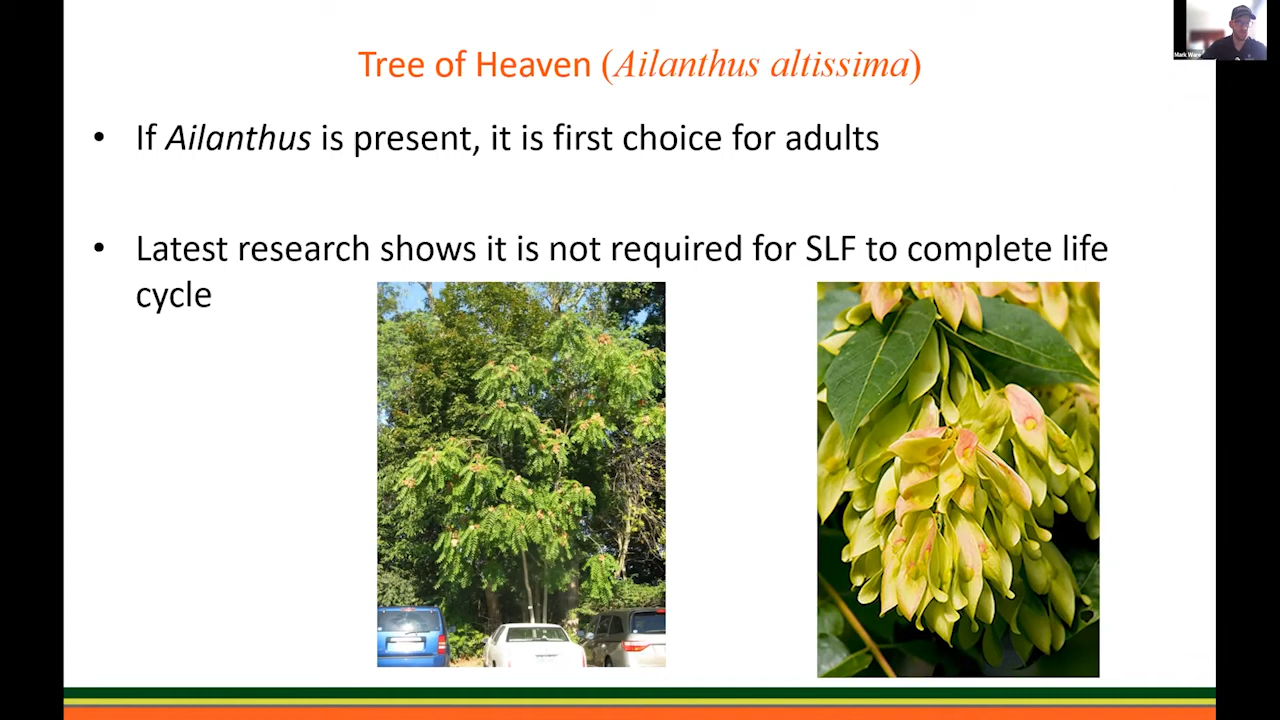 Tree of Heaven (Ailanthus altissima)
• If Ailanthus is present, it is first choice for adults
• Latest research shows it is not required for SLF to complete life
cycle
Mark Ware